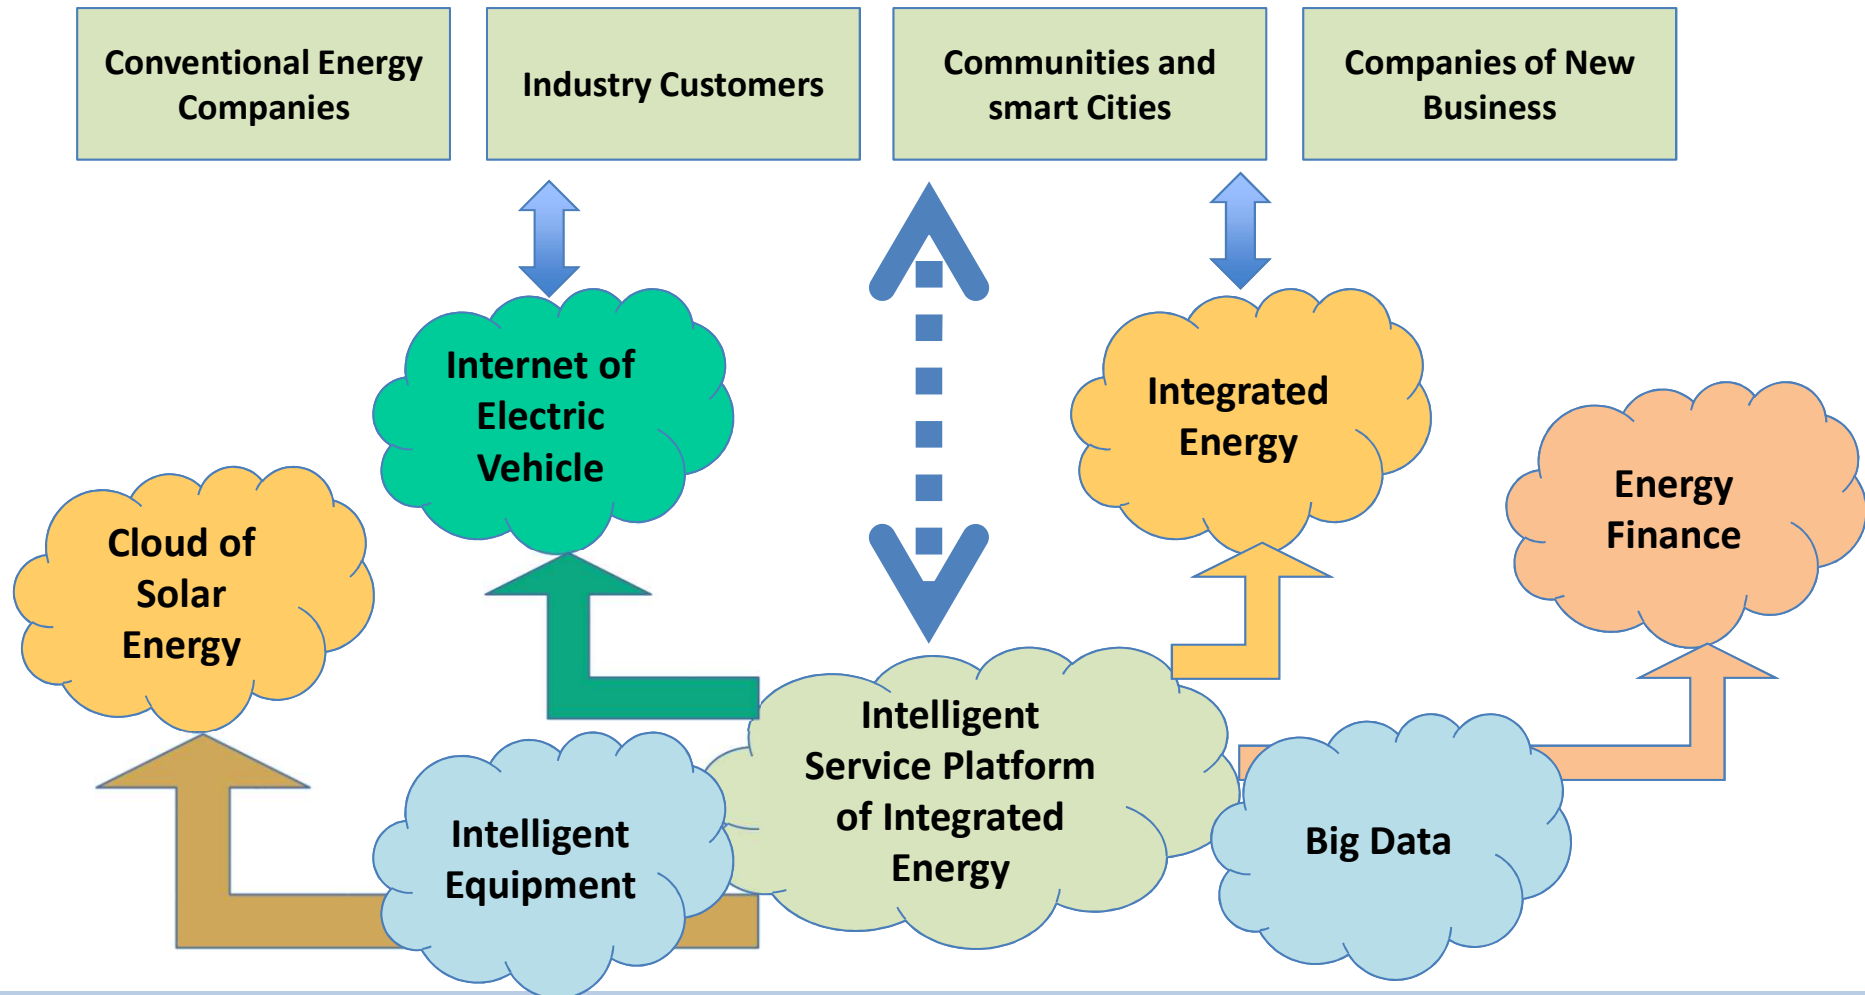 Conventional Energy
Companies
Industry Customers
Communities and
smart Cities
Companies of New
Business
Internet of
Electric
Vehicle
Integrated
Energy
Energy
Finance
Cloud of
Solar
Energy
Intelligent
Service Platform
of Integrated
Energy
Intelligent
Equipment
Big Data